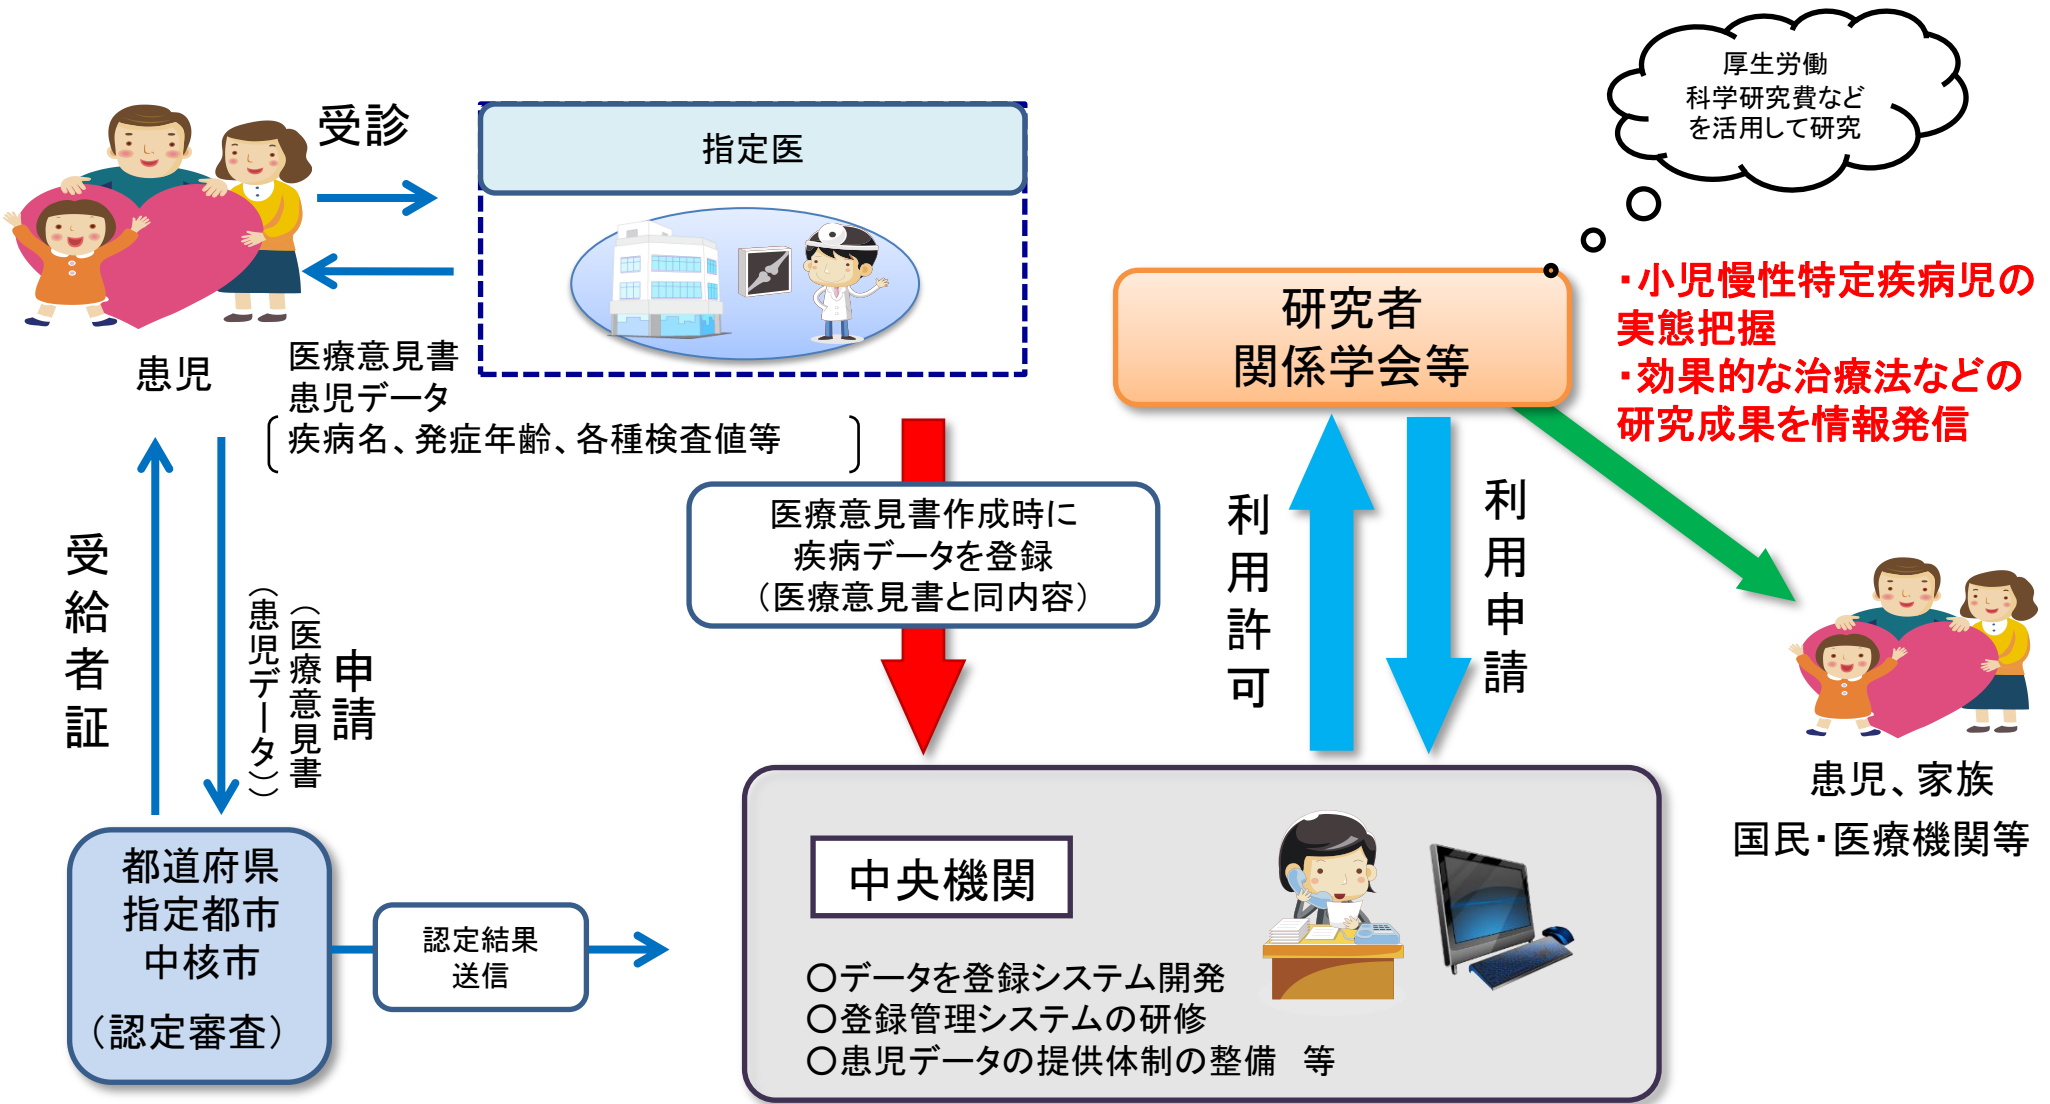 受診
指定医
患児
医療意見書
患児データ
疾病名、発症年齢、各種検査値等
医療意見書作成時に
疾病データを登録
（医療意見書と同内容）
受給者証
申請
（医療意見書
（患児データ））
都道府県
指定都市
中核市
（認定審査）
認定結果
送信
中央機関
〇データを登録システム開発
〇登録管理システムの研修
〇患児データの提供体制の整備　等
利用許可
利用申請
研究者
関係学会等
厚生労働
科学研究費など
を活用して研究
・小児慢性特定疾病児の
実態把握
・効果的な治療法などの
研究成果を情報発信
患児、家族
国民・医療機関等